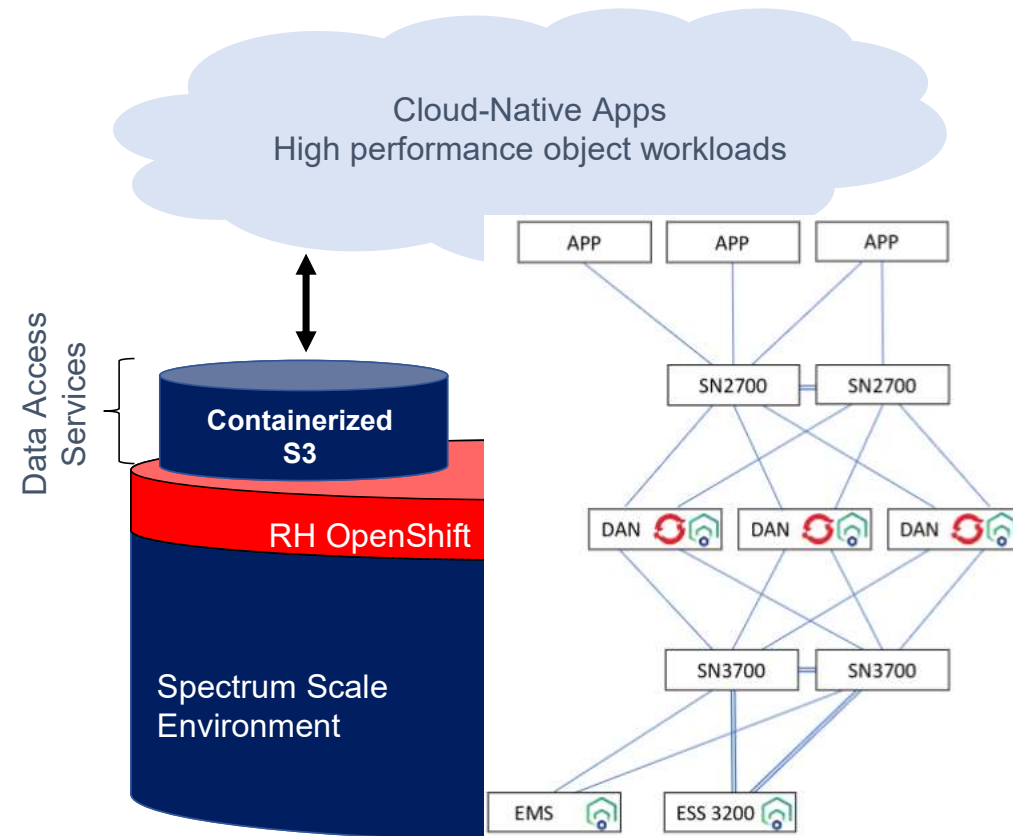 Cloud-Native Apps
High performance object workloads
Data Access
Services
Containerized
S3
RH OpenShift
Spectrum Scale
Environment
APP APP APP
SN2700 SN2700
DAN DAN DAN
SN3700 SN3700
EMS ESS 3200